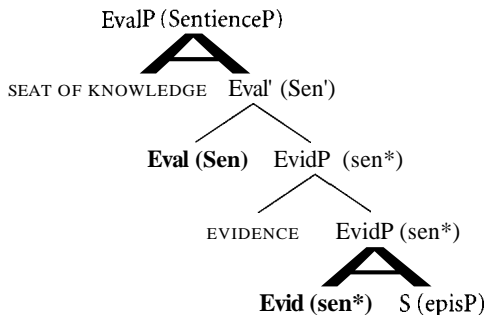 EvalP (SentienceP)
SEAT OF KNOWLEDGE Eval' (Sen')
Eval (Sen) EvidP (sen*)
EVIDENCE EvidP (sen*)
Evid (sen*) S (episP)